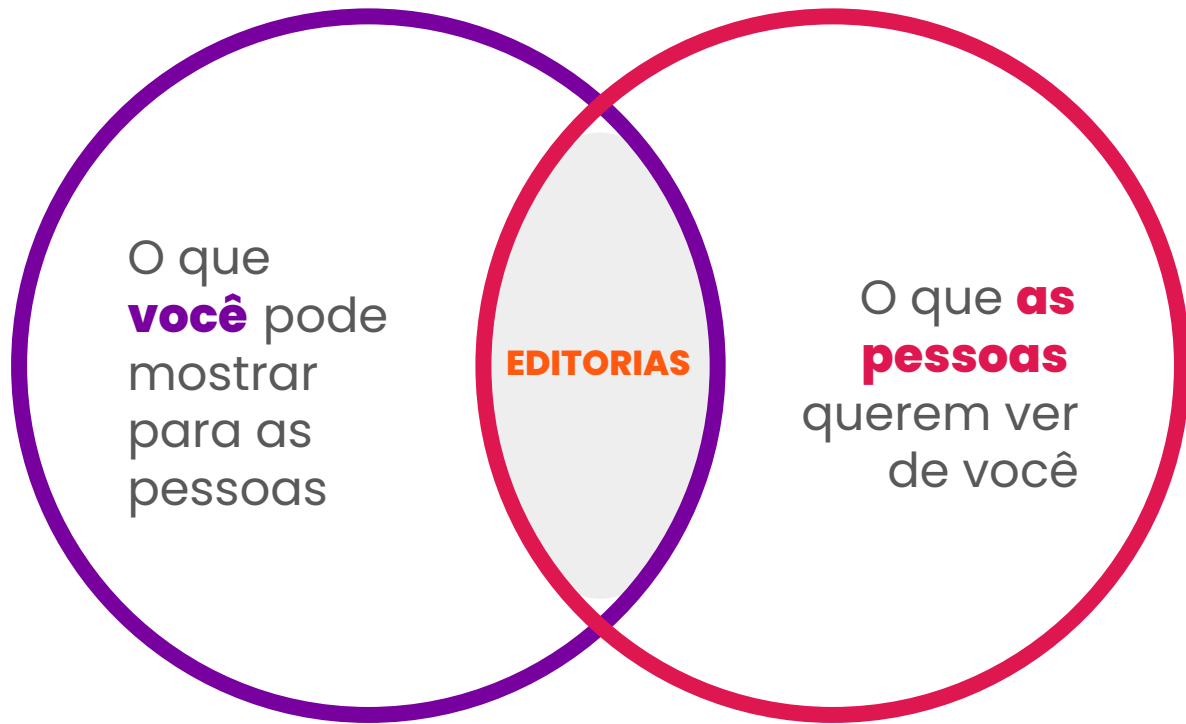 O que
você pode
mostrar
para as
pessoas
EDITORIAS
O que as
pessoas
querem ver
de você